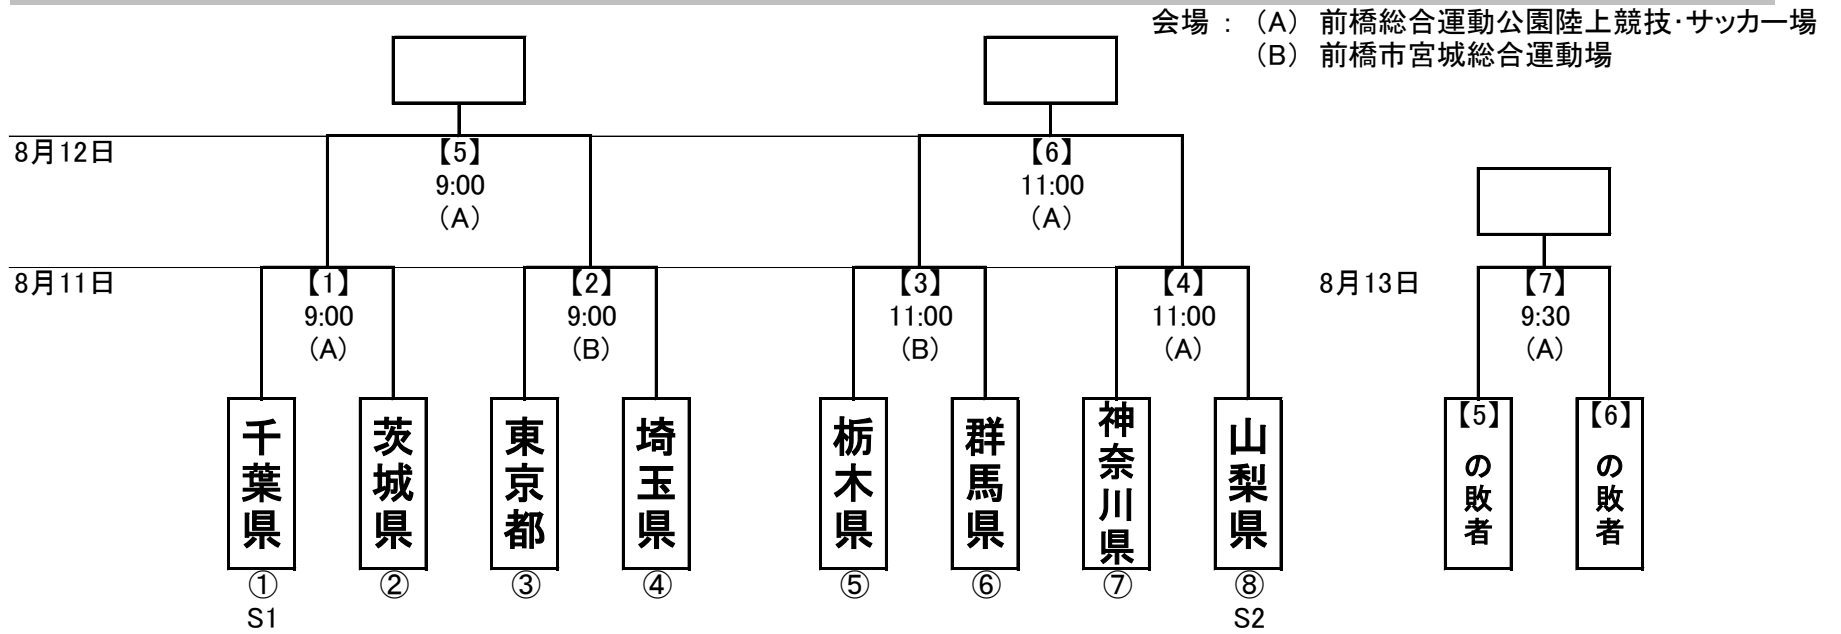 会場 ： （A） 前橋総合運動公園陸上競技・サッカー場
（B） 前橋市宮城総合運動場
8月12日
【5】
9:00
（A）
【6】
11:00
（A）
8月11日
【1】
9:00
（A）
【2】
9:00
（B）
【3】
11:00
（B）
【4】
11:00
（A）
8月13日
【7】
9:30
（A）
千葉県
茨城県
東京都
埼玉県
栃木県
群馬県
神奈川県
山梨県
【5】の敗者
【6】の敗者
①
②
③
④
⑤
⑥
⑦
⑧
S1
S2